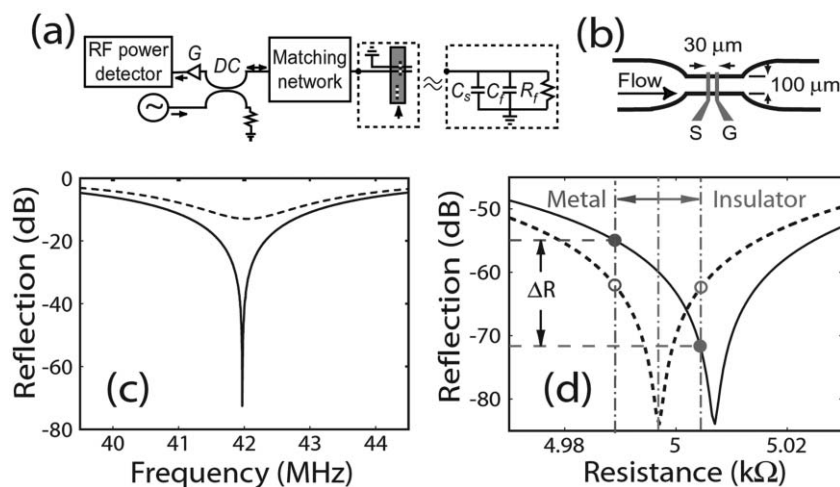 (a)
RF power
detector
G
DC
Matching
network
≈
C_s
C_f
R_f
(b)
30 μm
Flow
100 μm
S
G
(c)
Reflection (dB)
0
-20
-40
-60
-80
40
41
42
43
44
Frequency (MHz)
(d)
Metal
Insulator
ΔR
Reflection (dB)
-50
-60
-70
-80
4.98
5
5.02
Resistance (kΩ)